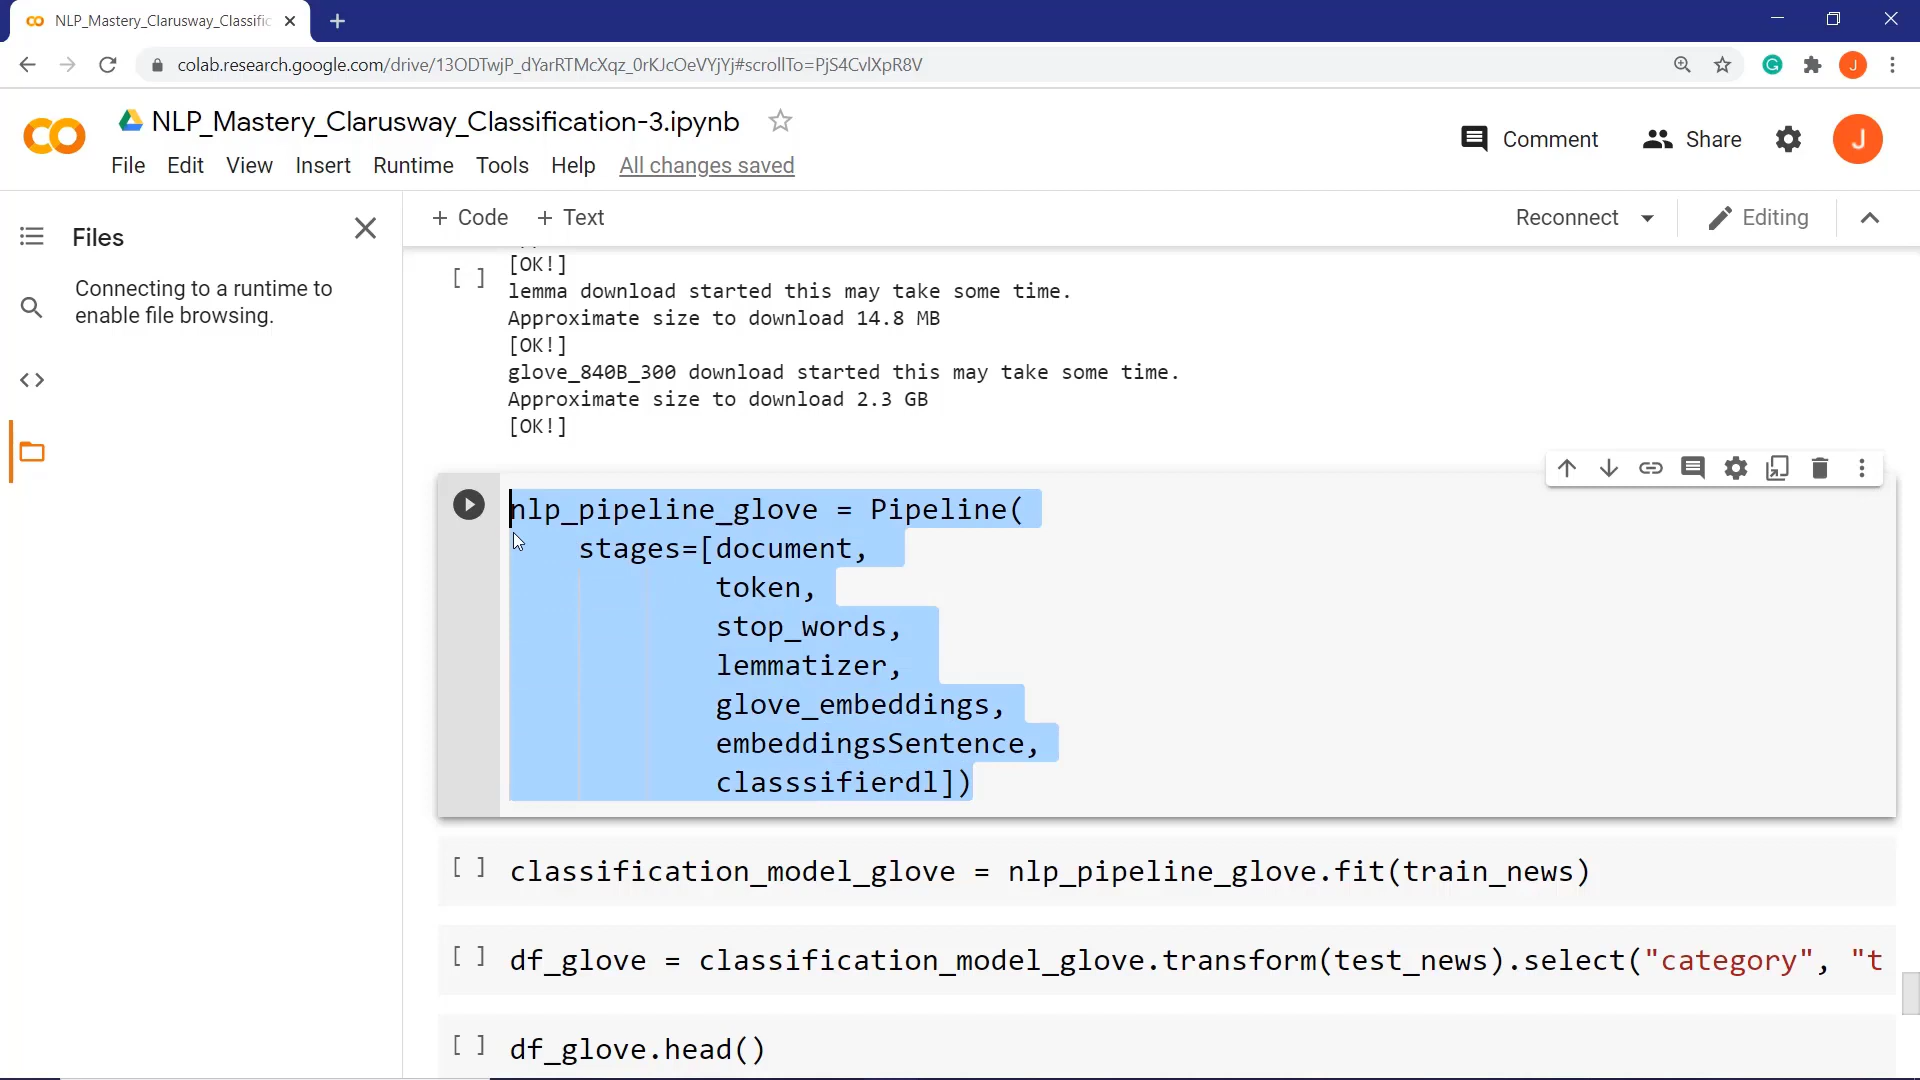 NLP_Mastery_Clarusway_Classific
colab.research.google.com/drive/13ODTwjP_dYarRTMcXqz_0rKJcOeVYjYj#scrollTo=PjS4CvlXpR8V
J
NLP_Mastery_Clarusway_Classification-3.ipynb
Comment
Share
J
File Edit View Insert Runtime Tools Help All changes saved
Files
+ Code + Text
Reconnect
Editing
Connecting to a runtime to
enable file browsing.
[ ]
[OK!]
lemma download started this may take some time.
Approximate size to download 14.8 MB
[OK!]
glove_840B_300 download started this may take some time.
Approximate size to download 2.3 GB
[OK!]
nlp_pipeline_glove = Pipeline(
stages=[document,
token,
stop_words,
lemmatizer,
glove_embeddings,
embeddingsSentence,
classsifierdl])
[ ] classification_model_glove = nlp_pipeline_glove.fit(train_news)
[ ] df_glove = classification_model_glove.transform(test_news).select("category", "t
[ ] df_glove.head()